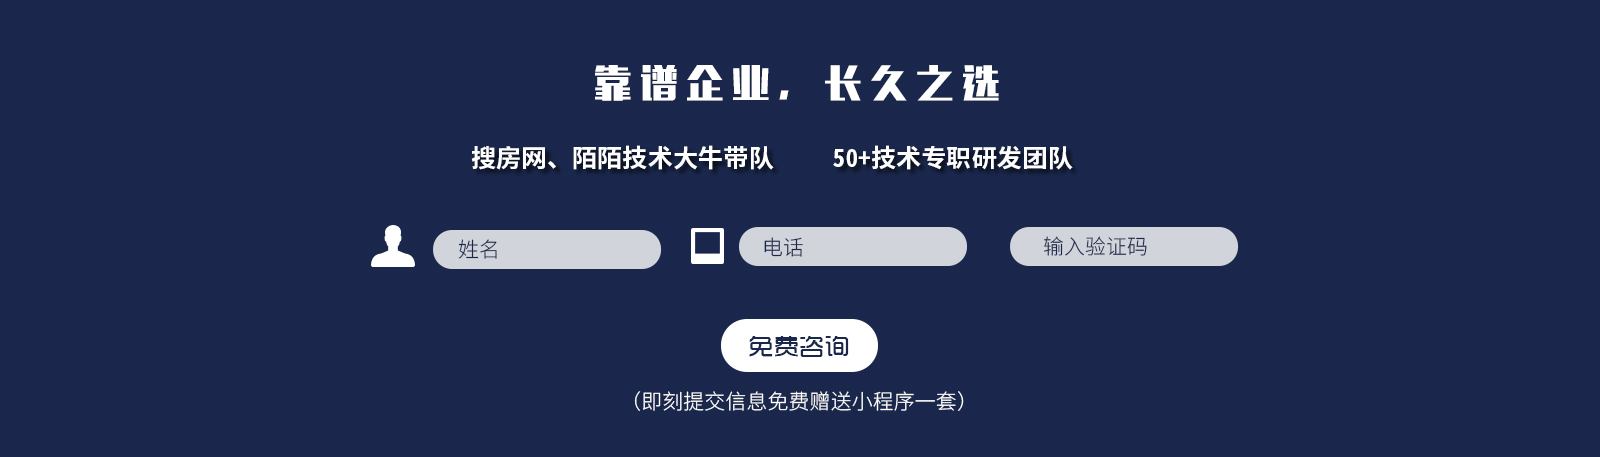 靠谱企业，长久之选
搜房网、陌陌技术大牛带队 50+技术专职研发团队
姓名 电话 输入验证码
免费咨询
（即刻提交信息免费赠送小程序一套）